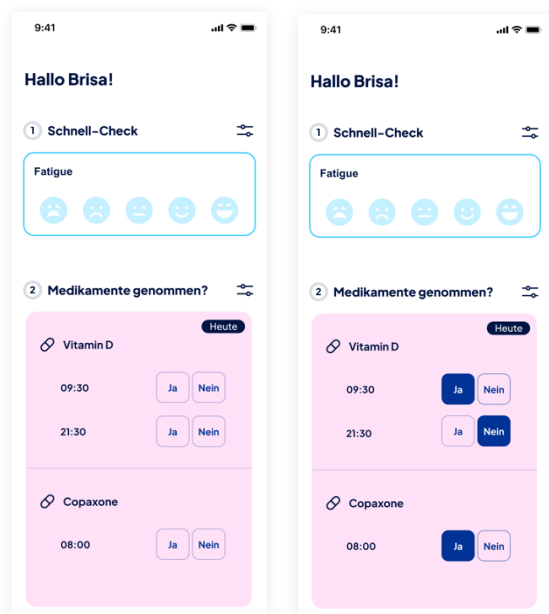 9:41
Hallo Brisa!
1 Schnell-Check
Fatigue
2 Medikamente genommen?
Heute
Vitamin D
09:30 Ja Nein
21:30 Ja Nein
Copaxone
08:00 Ja Nein
9:41
Hallo Brisa!
1 Schnell-Check
Fatigue
2 Medikamente genommen?
Heute
Vitamin D
09:30 Ja Nein
21:30 Ja Nein
Copaxone
08:00 Ja Nein